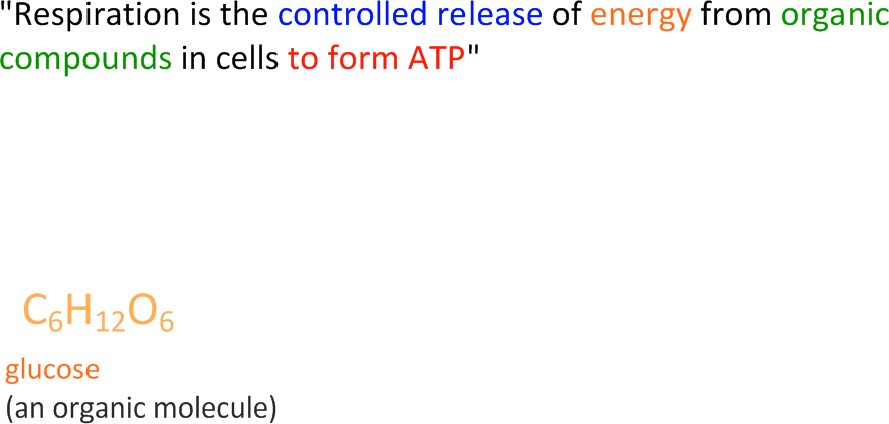 "Respiration is the controlled release of energy from organic
compounds in cells to form ATP"
C₆H₁₂O₆
glucose
(an organic molecule)